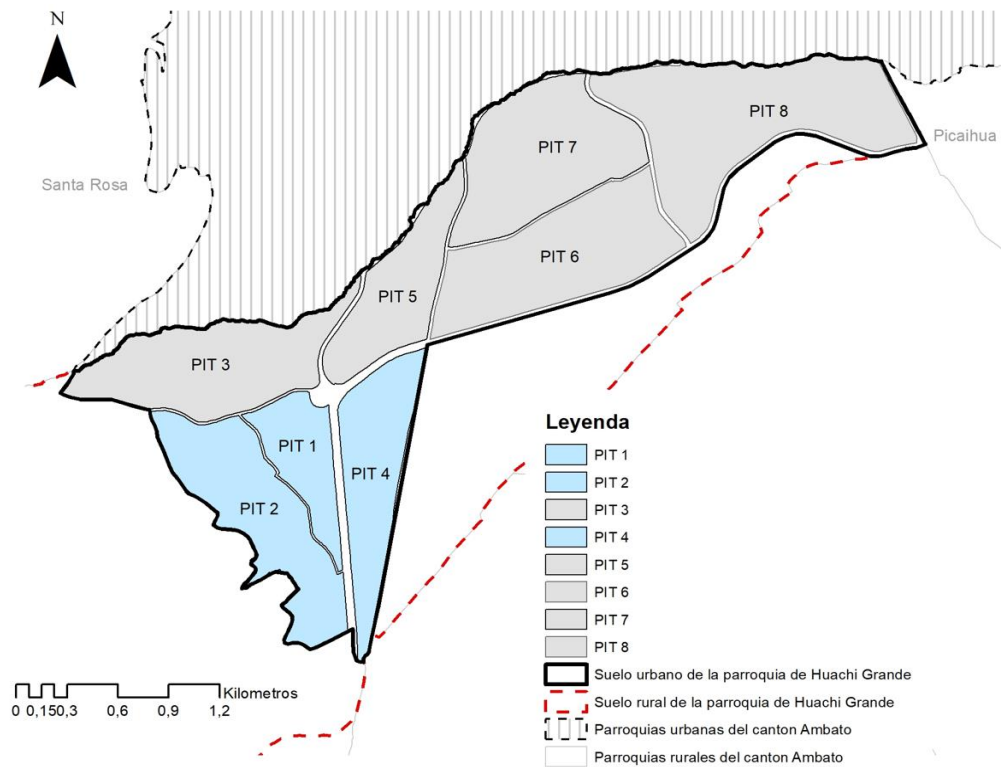 N
Santa Rosa
Picaihua
PIT 8
PIT 7
PIT 6
PIT 5
PIT 3
PIT 1
PIT 4
PIT 2
Leyenda
PIT 1
PIT 2
PIT 3
PIT 4
PIT 5
PIT 6
PIT 7
PIT 8
Suelo urbano de la parroquia de Huachi Grande
Suelo rural de la parroquia de Huachi Grande
Parroquias urbanas del canton Ambato
Parroquias rurales del canton Ambato
Kilometros
0 0,150,3 0,6 0,9 1,2